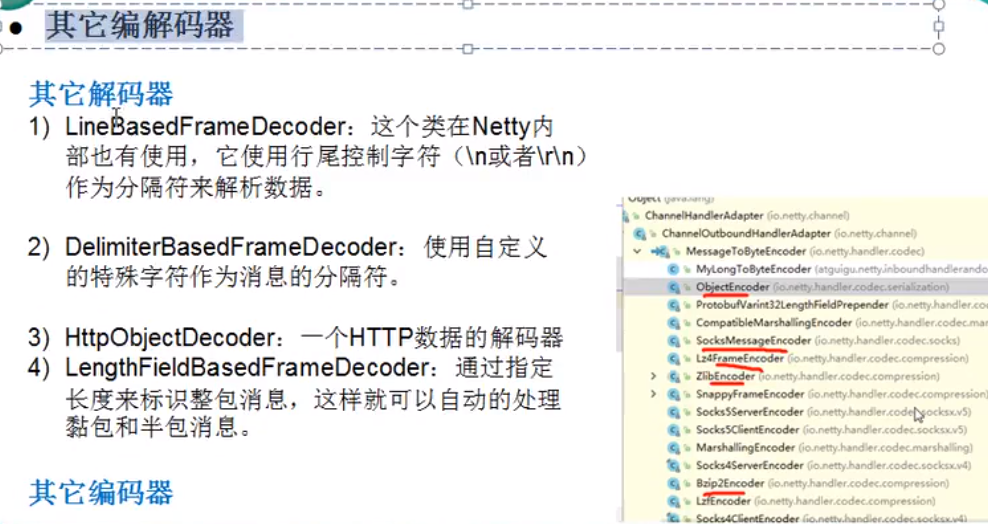 ● 其它编解码器
其它解码器
1) LineBasedFrameDecoder：这个类在Netty内
部也有使用，它使用行尾控制字符（\n或者\r\n）
作为分隔符来解析数据。
2) DelimiterBasedFrameDecoder：使用自定义
的特殊字符作为消息的分隔符。
3) HttpObjectDecoder：一个HTTP数据的解码器
4) LengthFieldBasedFrameDecoder：通过指定
长度来标识整包消息，这样就可以自动的处理
黏包和半包消息。
其它编码器
Object (java.lang)
ChannelHandlerAdapter (io.netty.channel)
ChannelOutboundHandlerAdapter (io.netty.channel)
MessageToByteEncoder (io.netty.handler.codec)
MyLongToByteEncoder (atguigu.netty.inboundhandlerando
ObjectEncoder (io.netty.handler.codec.serialization)
ProtobufVarint32LengthFieldPrepender (io.netty.handler.co
CompatibleMarshallingEncoder (io.netty.handler.codec.mar
SocksMessageEncoder (io.netty.handler.codec.socks)
Lz4FrameEncoder (io.netty.handler.codec.compression)
ZlibEncoder (io.netty.handler.codec.compression)
SnappyFrameEncoder (io.netty.handler.codec.compression)
Socks5ServerEncoder (io.netty.handler.codec.socksx.v5)
Socks5ClientEncoder (io.netty.handler.codec.socksx.v5)
MarshallingEncoder (io.netty.handler.codec.marshalling)
Socks4ServerEncoder (io.netty.handler.codec.socksx.v4)
Bzip2Encoder (io.netty.handler.codec.compression)
LzfEncoder (io.netty.handler.codec.compression)
Socks4ClientEncoder (io.netty.handler.codec.socksx.v4)